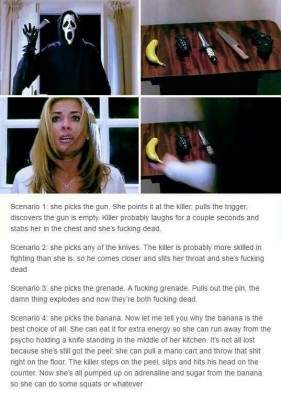 Scenario 1: she picks the gun. She points it at the killer, pulls the trigger,
discovers the gun is empty. Killer probably laughs for a couple seconds and
stabs her in the chest and she's fucking dead.
Scenario 2: she picks any of the knives. The killer is probably more skilled in
fighting than she is, so he comes closer and slits her throat and she's fucking
dead
Scenario 3: she picks the grenade. A fucking grenade. Pulls out the pin, the
damn thing explodes and now they're both fucking dead.
Scenario 4: she picks the banana. Now let me tell you why the banana is the
best choice of all. She can eat it for extra energy so she can run away from the
psycho holding a knife standing in the middle of her kitchen. It's not all lost
because she's still got the peel: she can pull a mario cart and throw that shit
right on the floor. The killer steps on the peel, slips and hits his head on the
counter. Now she's all pumped up on adrenaline and sugar from the banana
so she can do some squats or whatever